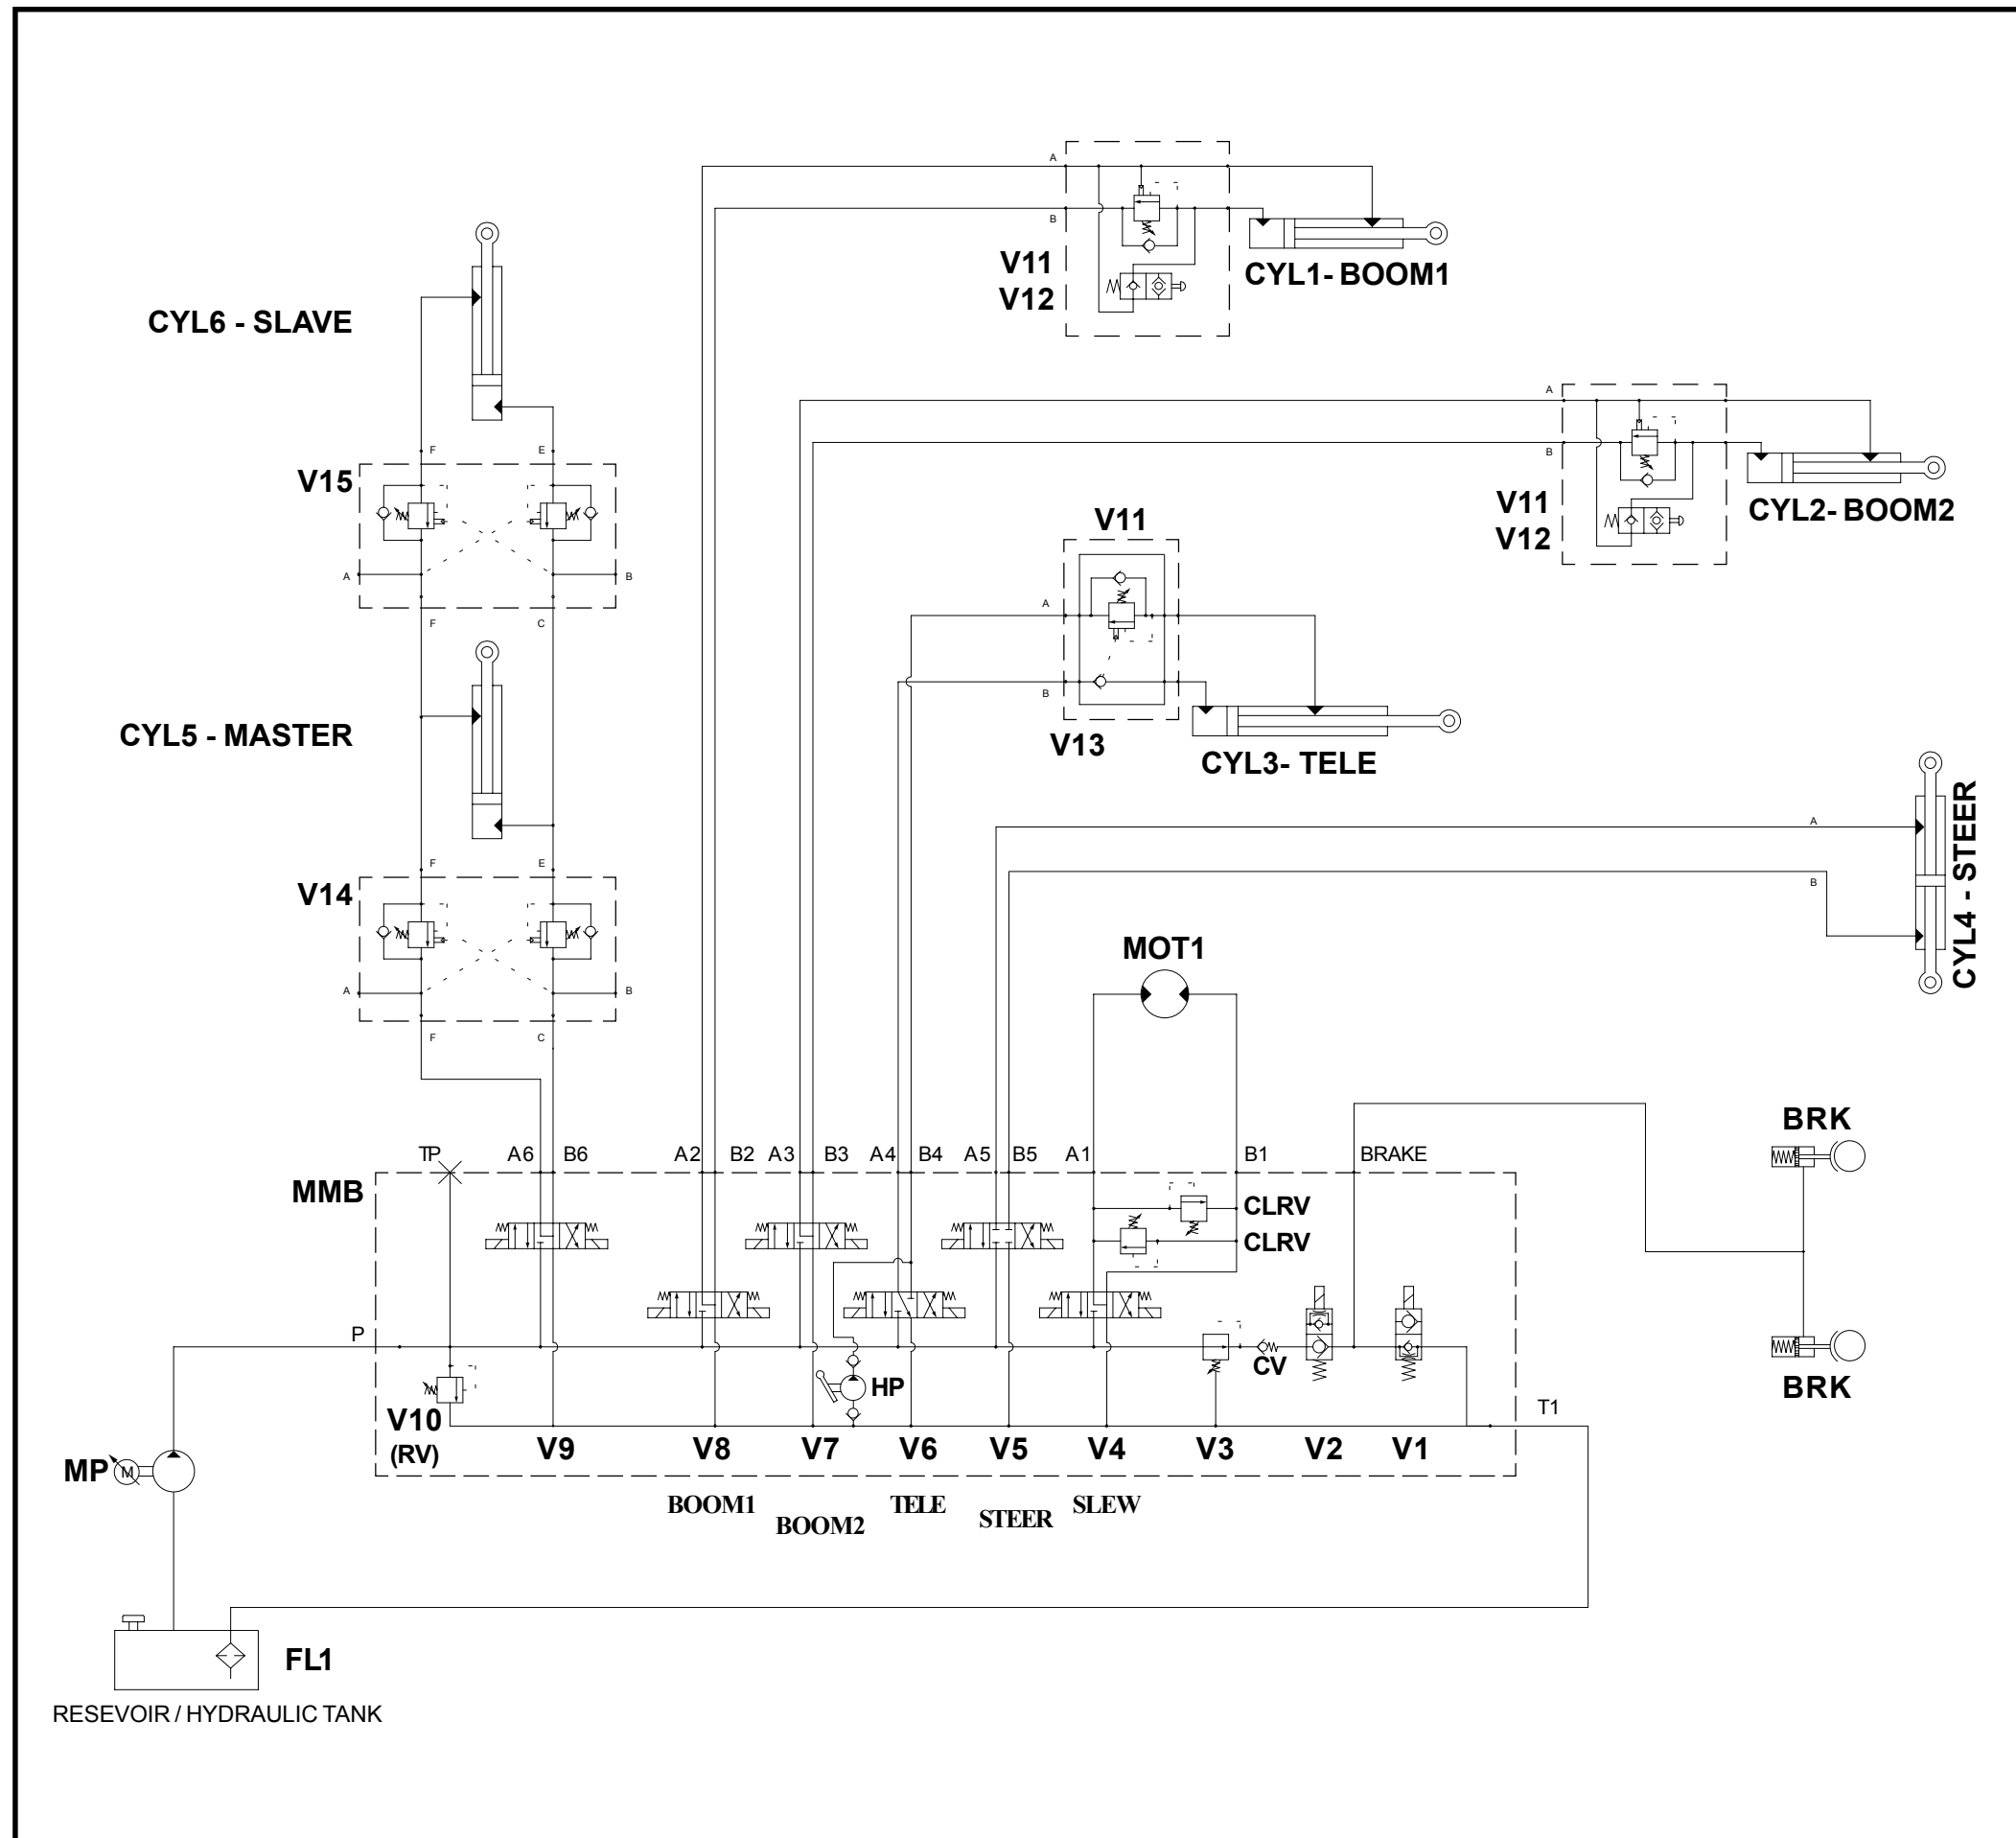 A
B
V11
V12
CYL1- BOOM1
CYL6 - SLAVE
A
B
F E
V15
V11
V12
CYL2- BOOM2
V11
A B
A
F C
B
CYL5 - MASTER
V13
CYL3- TELE
CYL4 - STEER
A
F E
B
V14
MOT1
A B
F C
BRK
TP A6 B6 A2 B2 A3 B3 A4 B4 A5 B5 A1 B1 BRAKE
MMB
CLRV
CLRV
P
CV
HP
BRK
V10
(RV)
V9 V8 V7 V6 V5 V4 V3 V2 V1
T1
MP
M
BOOM1
BOOM2
TELE
STEER
SLEW
FL1
RESEVOIR / HYDRAULIC TANK